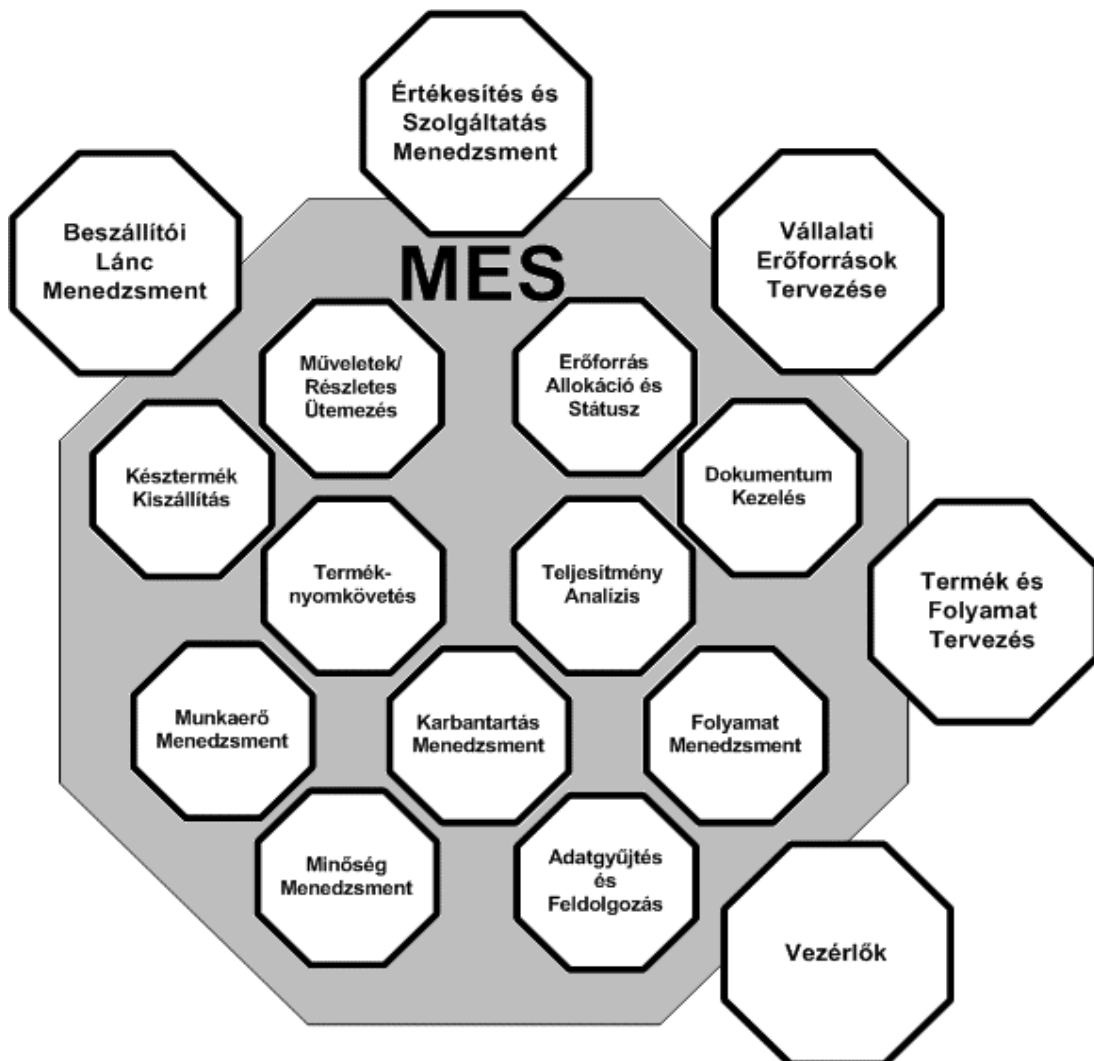 Értékesítés és
Szolgáltatás
Menedzsment
Beszállítói
Lánc
Menedzsment
Vállalati
Erőforrások
Tervezése
MES
Műveletek/
Részletes
Ütemezés
Erőforrás
Allokáció és
Státusz
Késztermék
Kiszállítás
Dokumentum
Kezelés
Termék-
nyomkövetés
Teljesítmény
Analízis
Termék és
Folyamat
Tervezés
Munkaerő
Menedzsment
Karbantartás
Menedzsment
Folyamat
Menedzsment
Minőség
Menedzsment
Adatgyűjtés
és
Feldolgozás
Vezérlők